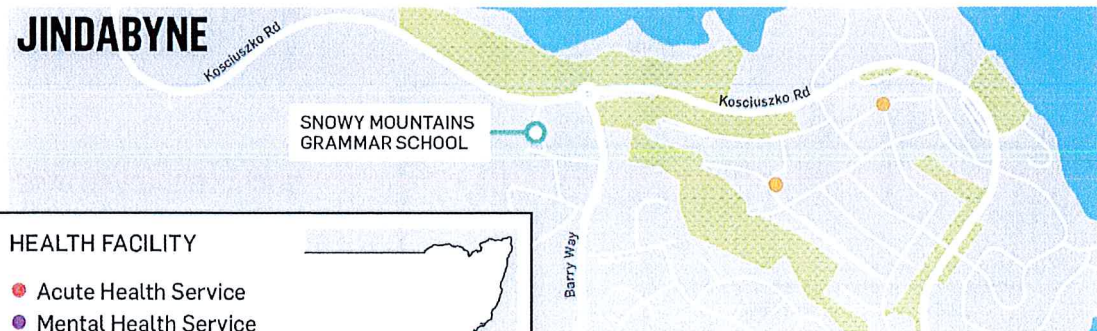 JINDABYNE
Kosciuszko Rd
Kosciuszko Rd
SNOWY MOUNTAINS
GRAMMAR SCHOOL
Barry Way
HEALTH FACILITY
Acute Health Service
Mental Health Service